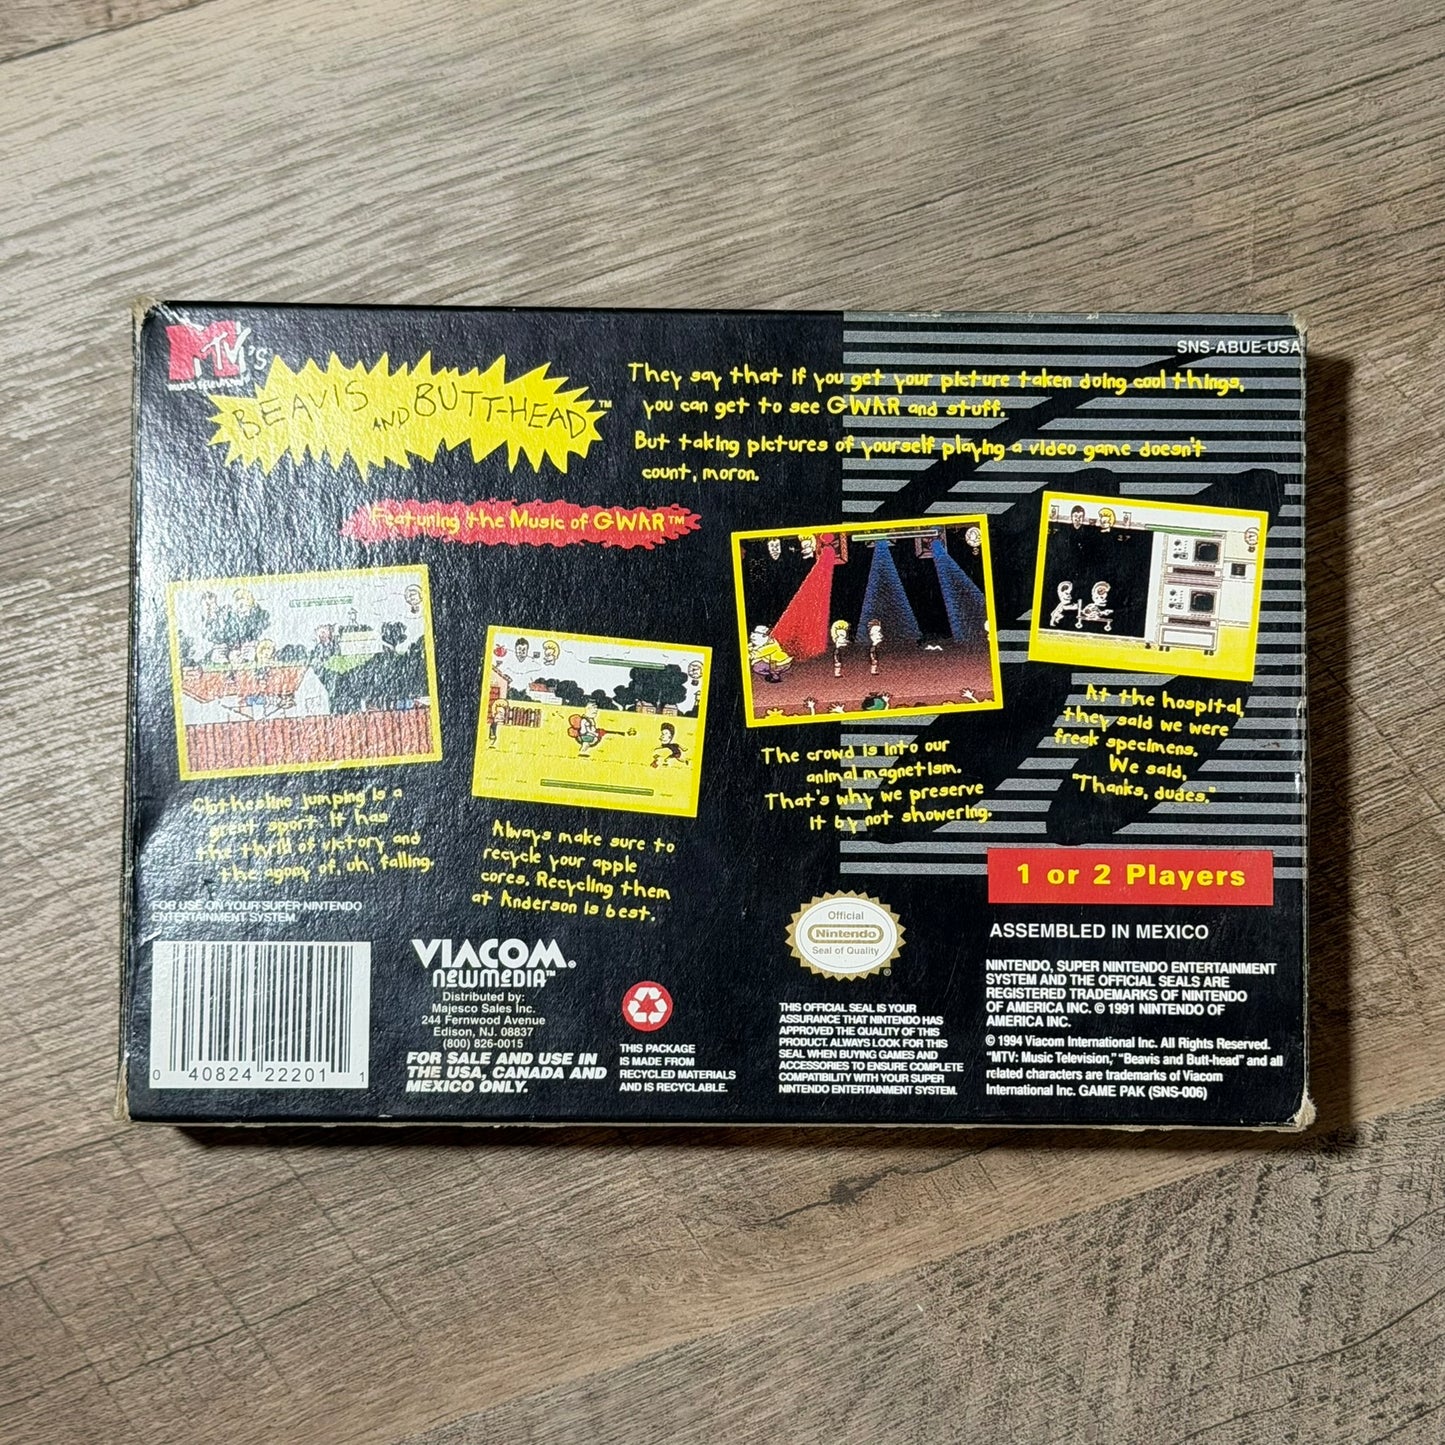 SNS-ABUE-USA
MTV's
MUSIC TELEVISION
BEAVIS AND BUTT-HEAD™
They say that if you get your picture taken doing cool things,
you can get to see GWAR and stuff.
But taking pictures of yourself playing a video game doesn't
count, moron.
Featuring the Music of GWAR™
Clothesline jumping is a
great sport. It has
the thrill of victory and
the agony of, uh, falling.
Always make sure to
recycle your apple
cores. Recycling them
at Anderson is best.
The crowd is into our
animal magnetism.
That's why we preserve
it by not showering.
At the hospital,
they said we were
freak specimens.
We said,
"Thanks, dudes."
1 or 2 Players
FOR USE ON YOUR SUPER NINTENDO
ENTERTAINMENT SYSTEM.
0 40824 22201 1
VIACOM®
newmedia™
Distributed by:
Majesco Sales Inc.
244 Fernwood Avenue
Edison, NJ. 08837
(800) 826-0015
FOR SALE AND USE IN
THE USA, CANADA AND
MEXICO ONLY.
THIS PACKAGE
IS MADE FROM
RECYCLED MATERIALS
AND IS RECYCLABLE.
Official
Nintendo
Seal of Quality
®
THIS OFFICIAL SEAL IS YOUR
ASSURANCE THAT NINTENDO HAS
APPROVED THE QUALITY OF THIS
PRODUCT. ALWAYS LOOK FOR THIS
SEAL WHEN BUYING GAMES AND
ACCESSORIES TO ENSURE COMPLETE
COMPATIBILITY WITH YOUR SUPER
NINTENDO ENTERTAINMENT SYSTEM.
ASSEMBLED IN MEXICO
NINTENDO, SUPER NINTENDO ENTERTAINMENT
SYSTEM AND THE OFFICIAL SEALS ARE
REGISTERED TRADEMARKS OF NINTENDO
OF AMERICA INC. © 1991 NINTENDO OF
AMERICA INC.
© 1994 Viacom International Inc. All Rights Reserved.
"MTV: Music Television," "Beavis and Butt-head" and all
related characters are trademarks of Viacom
International Inc. GAME PAK (SNS-006)